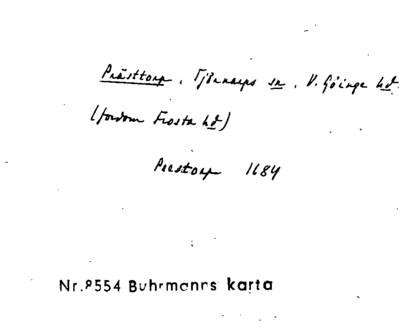 Prästtorp, Tjörnarps sn, V. Göinge hd.
(fordom Frosta hd)
Prestorp 1684
Nr.8554 Buhrmanns karta